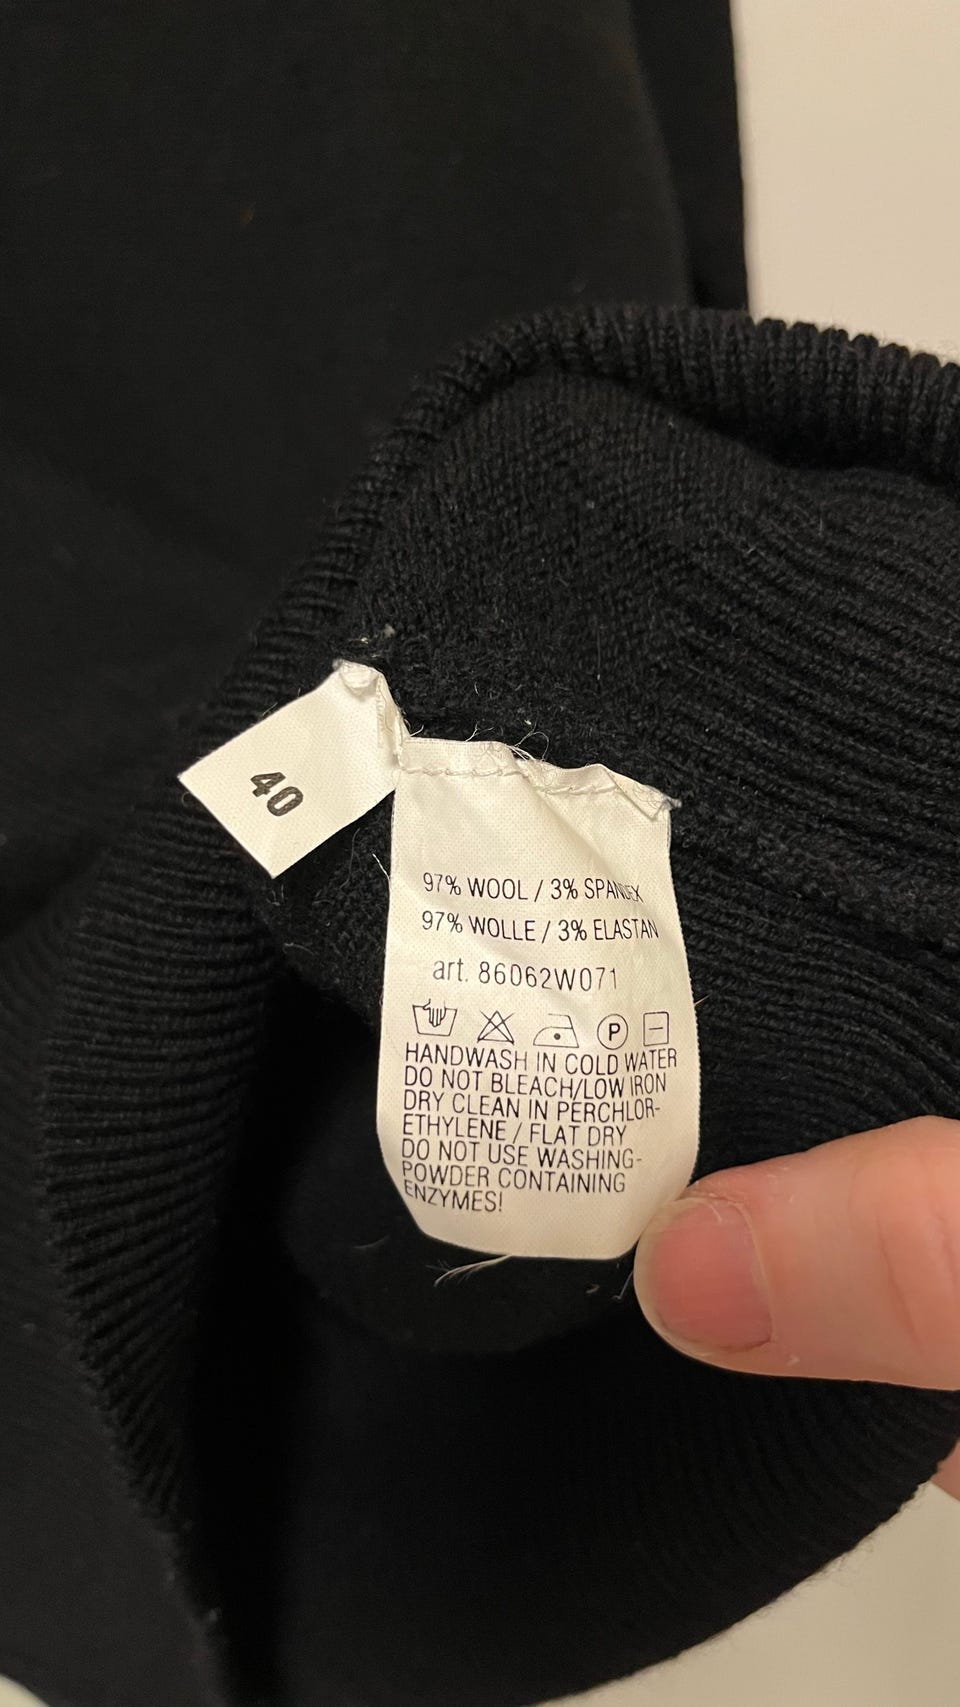 40
97% WOOL / 3% SPANDEX
97% WOLLE / 3% ELASTAN
art. 86062W071
P
HANDWASH IN COLD WATER
DO NOT BLEACH/LOW IRON
DRY CLEAN IN PERCHLOR-
ETHYLENE / FLAT DRY
DO NOT USE WASHING-
POWDER CONTAINING
ENZYMES!